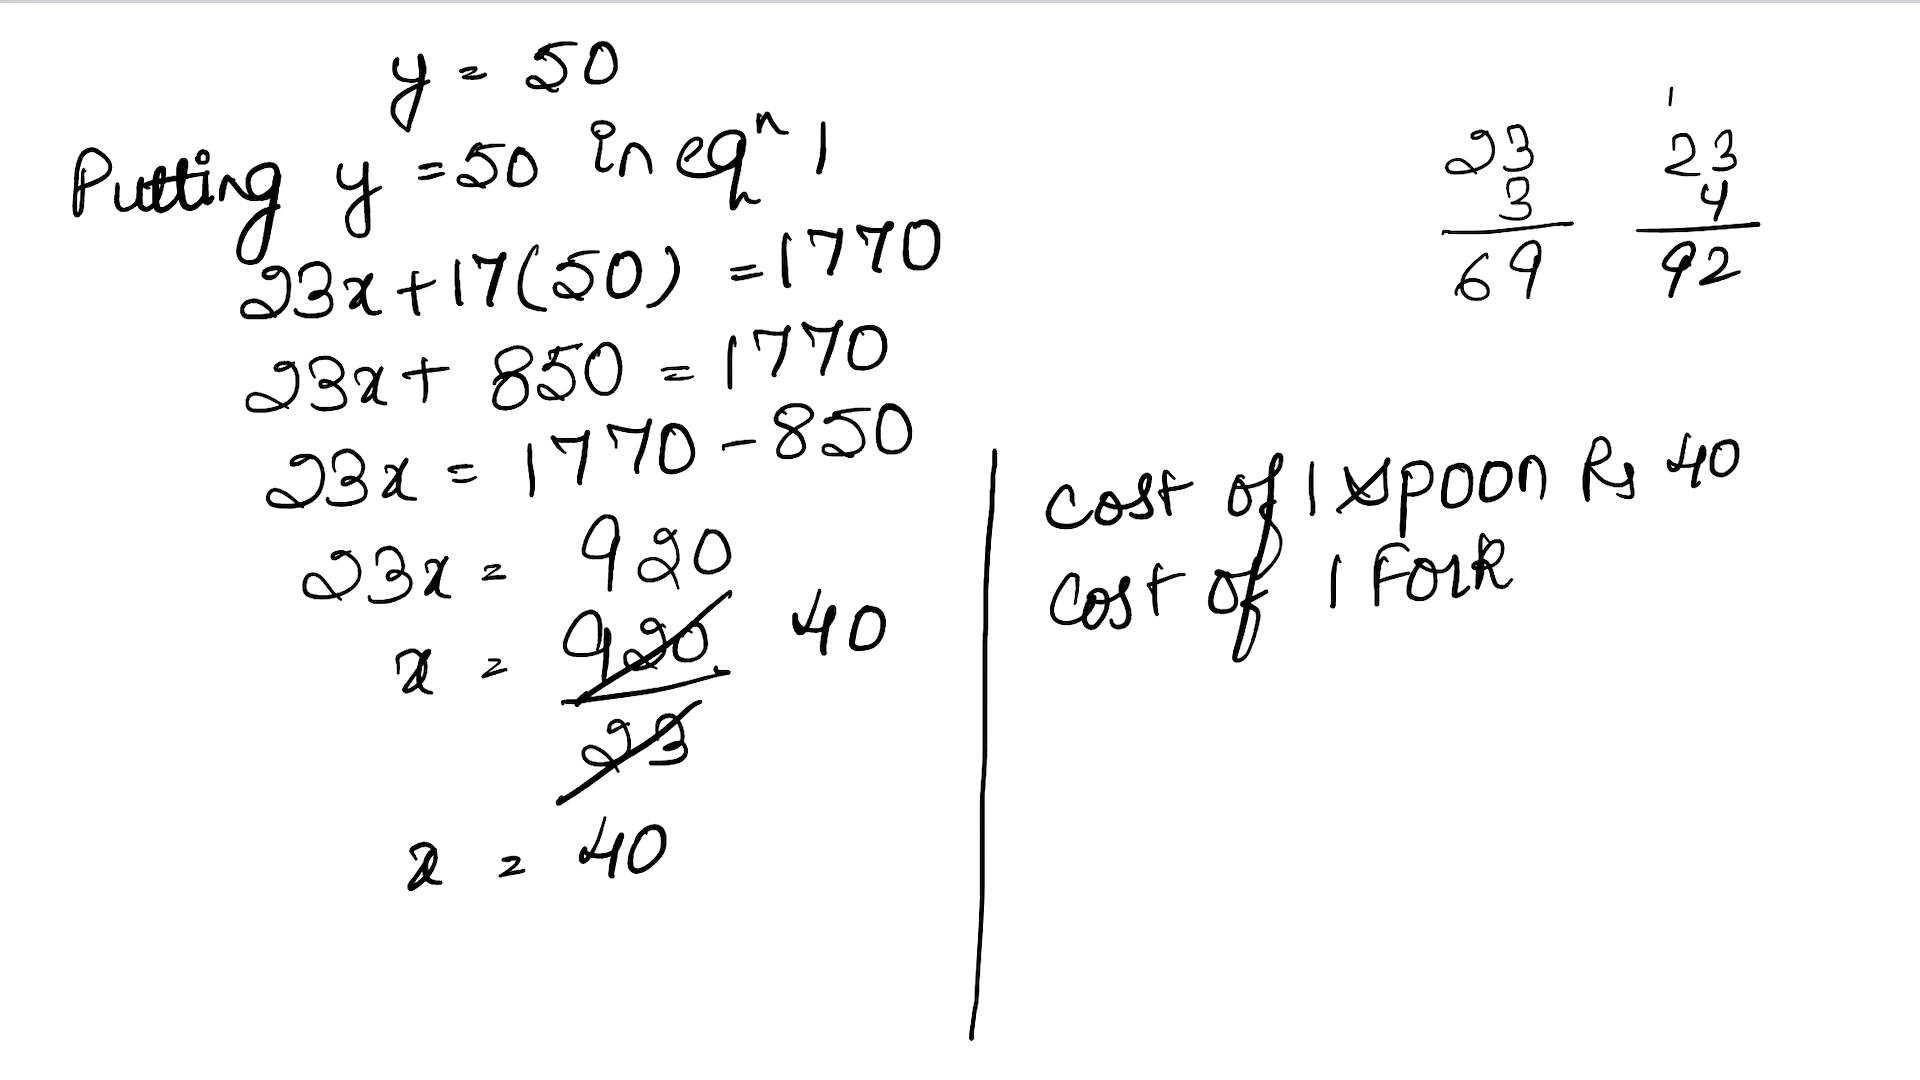 y = 50
Putting y = 50 in eqn 1
23x + 17(50) = 1770
23x + 850 = 1770
23x = 1770 - 850
23x = 920
x = 920 40
23
x = 40
1
23 23
3 4
69 92
Cost of 1 spoon Rs 40
Cost of 1 Fork